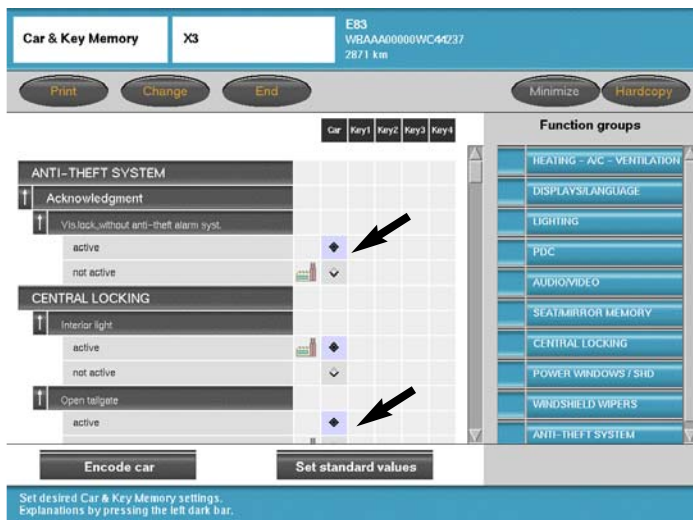 Car & Key Memory
X3
E83
WBAAA00000WC44237
2871 km
Print
Change
End
Minimize
Hardcopy
Car Key1 Key2 Key3 Key4
ANTI-THEFT SYSTEM
Acknowledgment
Vis.lock.,without anti-theft alarm syst.
active
not active
CENTRAL LOCKING
Interior light
active
not active
Open tailgate
active
Function groups
HEATING - A/C - VENTILATION
DISPLAYS/LANGUAGE
LIGHTING
PDC
AUDIO/VIDEO
SEAT/MIRROR MEMORY
CENTRAL LOCKING
POWER WINDOWS / SHD
WINDSHIELD WIPERS
ANTI-THEFT SYSTEM
Encode car
Set standard values
Set desired Car & Key Memory settings.
Explanations by pressing the left dark bar.